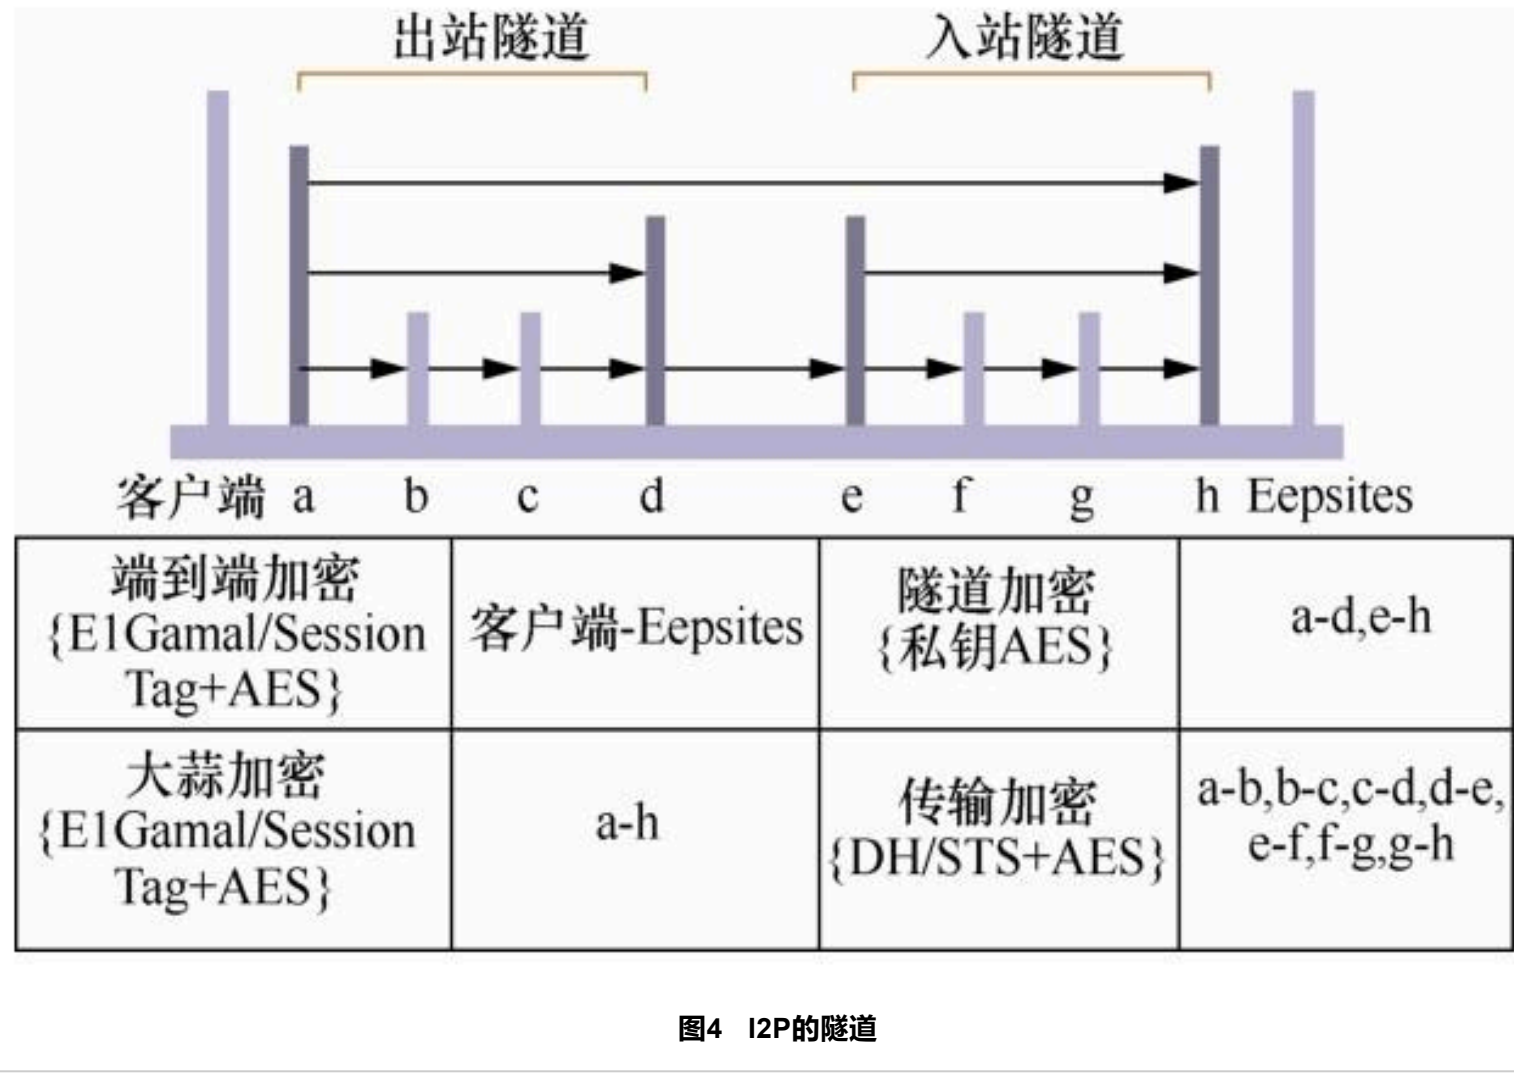 出站隧道 入站隧道
客户端 a b c d e f g h Eepsites
端到端加密
{E1Gamal/Session
Tag+AES}
客户端-Eepsites
隧道加密
{私钥AES}
a-d,e-h
大蒜加密
{E1Gamal/Session
Tag+AES}
a-h
传输加密
{DH/STS+AES}
a-b,b-c,c-d,d-e,
e-f,f-g,g-h
图4 I2P的隧道